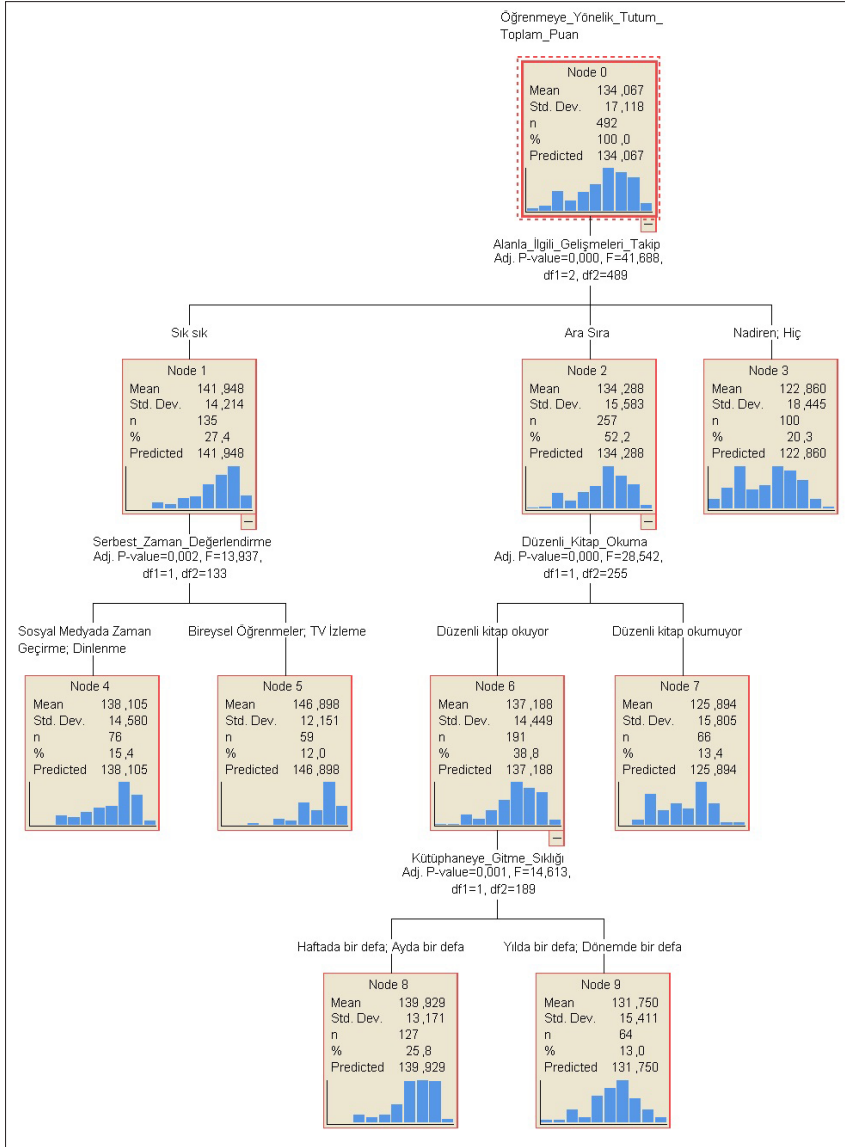 Öğrenmeye_Yönelik_Tutum_
Toplam_Puan
Node 0
Mean 134 ,067
Std. Dev. 17 ,118
n 492
% 100 ,0
Predicted 134 ,067
Alanla_İlgili_Gelişmeleri_Takip
Adj. P-value=0,000, F=41,688,
df1=2, df2=489
Sık sık
Ara Sıra
Nadiren; Hiç
Node 1
Mean 141 ,948
Std. Dev. 14 ,214
n 135
% 27 ,4
Predicted 141 ,948
Node 2
Mean 134 ,288
Std. Dev. 15 ,583
n 257
% 52 ,2
Predicted 134 ,288
Node 3
Mean 122 ,860
Std. Dev. 18 ,445
n 100
% 20 ,3
Predicted 122 ,860
Serbest_Zaman_Değerlendirme
Adj. P-value=0,002, F=13,937,
df1=1, df2=133
Düzenli_Kitap_Okuma
Adj. P-value=0,000, F=28,542,
df1=1, df2=255
Sosyal Medyada Zaman
Geçirme; Dinlenme
Bireysel Öğrenmeler; TV İzleme
Düzenli kitap okuyor
Düzenli kitap okumuyor
Node 4
Mean 138 ,105
Std. Dev. 14 ,580
n 76
% 15 ,4
Predicted 138 ,105
Node 5
Mean 146 ,898
Std. Dev. 12 ,151
n 59
% 12 ,0
Predicted 146 ,898
Node 6
Mean 137 ,188
Std. Dev. 14 ,449
n 191
% 38 ,8
Predicted 137 ,188
Node 7
Mean 125 ,894
Std. Dev. 15 ,805
n 66
% 13 ,4
Predicted 125 ,894
Kütüphaneye_Gitme_Sıklığı
Adj. P-value=0,001, F=14,613,
df1=1, df2=189
Haftada bir defa; Ayda bir defa
Yılda bir defa; Dönemde bir defa
Node 8
Mean 139 ,929
Std. Dev. 13 ,171
n 127
% 25 ,8
Predicted 139 ,929
Node 9
Mean 131 ,750
Std. Dev. 15 ,411
n 64
% 13 ,0
Predicted 131 ,750